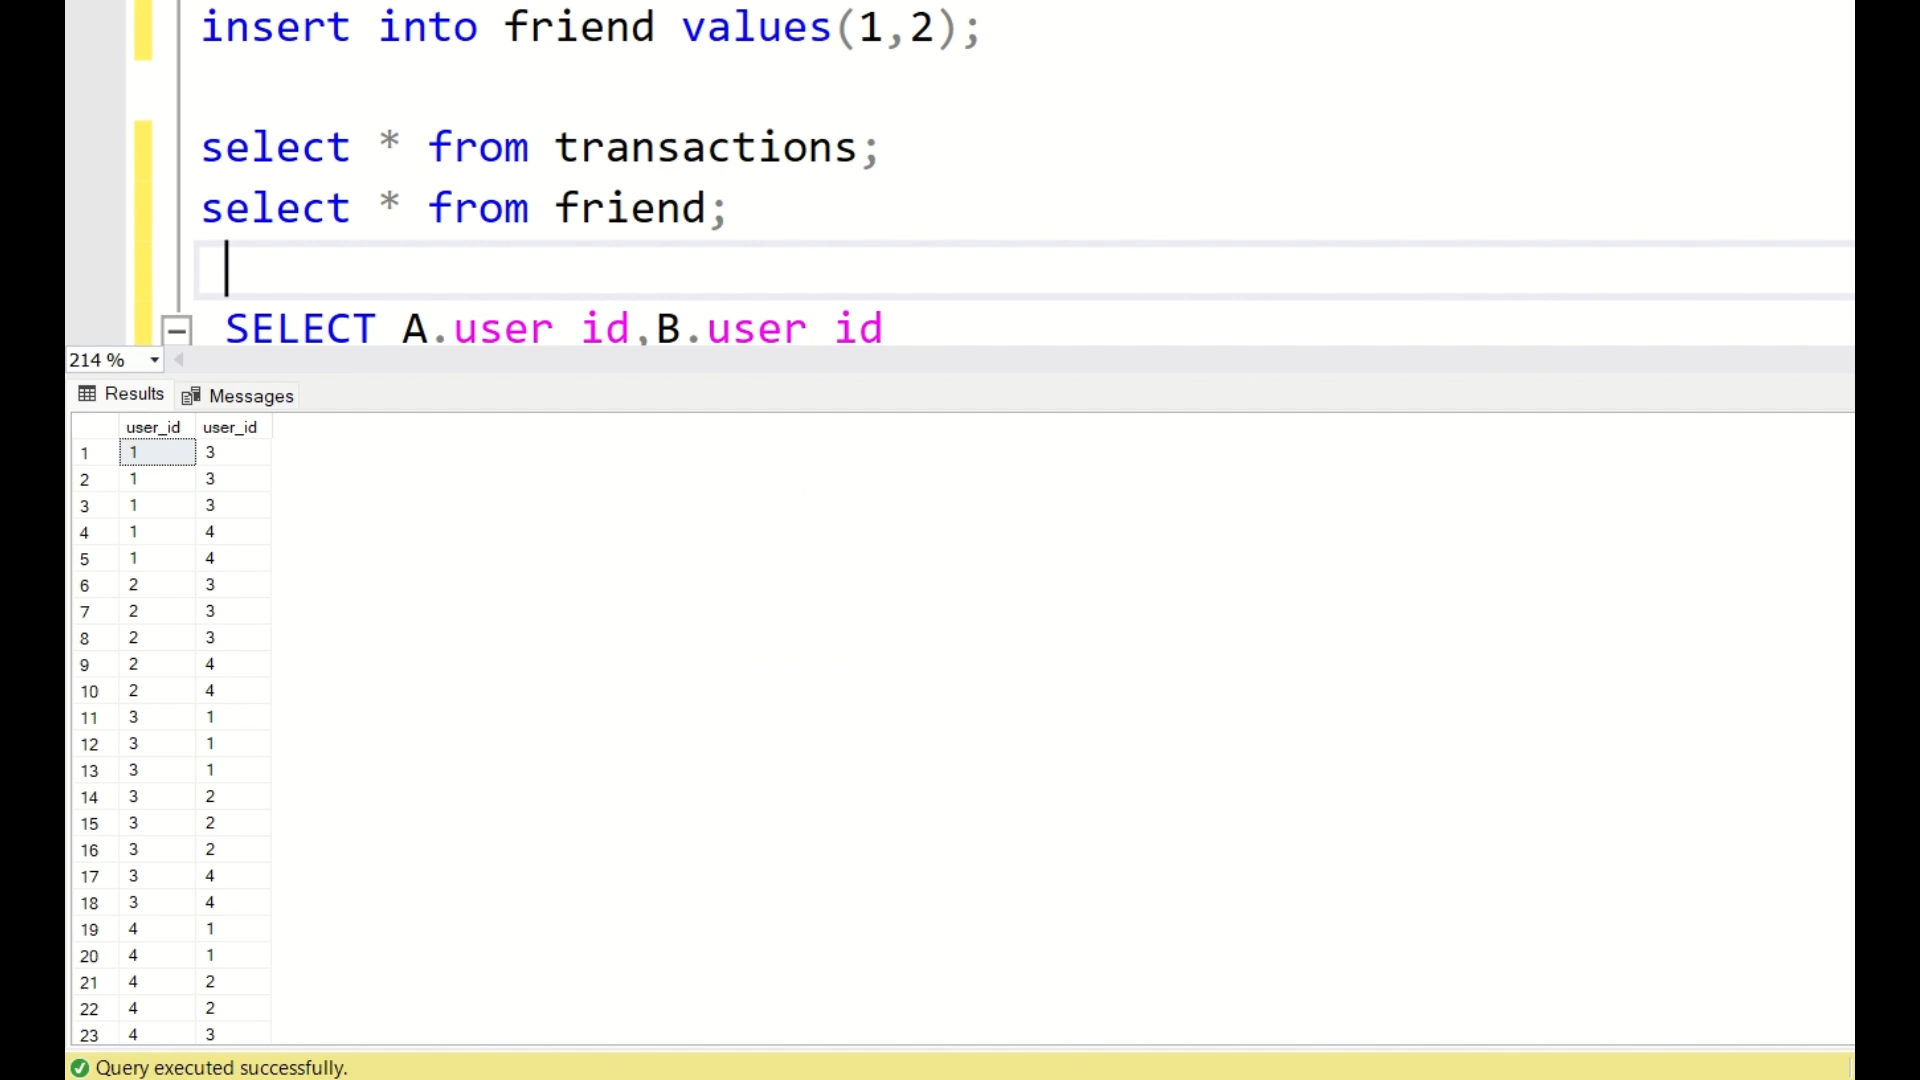 insert into friend values(1,2);
select * from transactions;
select * from friend;
SELECT A.user_id,B.user_id
214 %
Results Messages
user_id user_id
1 1 3
2 1 3
3 1 3
4 1 4
5 1 4
6 2 3
7 2 3
8 2 3
9 2 4
10 2 4
11 3 1
12 3 1
13 3 1
14 3 2
15 3 2
16 3 2
17 3 4
18 3 4
19 4 1
20 4 1
21 4 2
22 4 2
23 4 3
Query executed successfully.